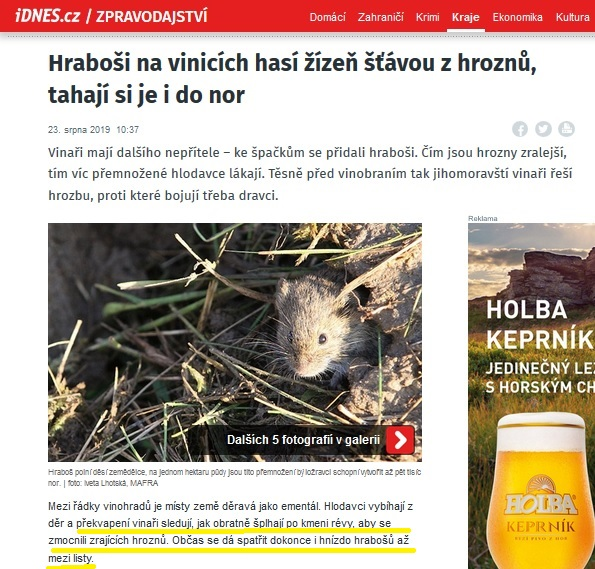 iDNES.cz / ZPRAVODAJSTVÍ
Domácí Zahraničí Krimi Kraje Ekonomika Kultura
Hraboši na vinicích hasí žízeň šťávou z hroznů,
tahají si je i do nor
23. srpna 2019 10:37
Vinaři mají dalšího nepřítele – ke špačkům se přidali hraboši. Čím jsou hrozny zralejší,
tím víc přemnožené hlodavce lákají. Těsně před vinobraním tak jihomoravští vinaři řeší
hrozbu, proti které bojují třeba dravci.
Reklama
Dalších 5 fotografií v galerii
HOLBA
KEPRNÍK
JEDINEČNÝ LEŽ
S HORSKÝM CH
HOLBA
KEPRNÍK
Hraboš polní děsí zemědělce, na jednom hektaru půdy jsou tito přemnožení býložravci schopní vytvořit až pět tisíc
nor. | foto: Iveta Lhotská, MAFRA
Mezi řádky vinohradů je místy země děravá jako ementál. Hlodavci vybíhají z
děr a překvapení vinaři sledují, jak obratně šplhají po kmeni révy, aby se
zmocnili zrajících hroznů. Občas se dá spatřit dokonce i hnízdo hrabošů až
mezi listy.